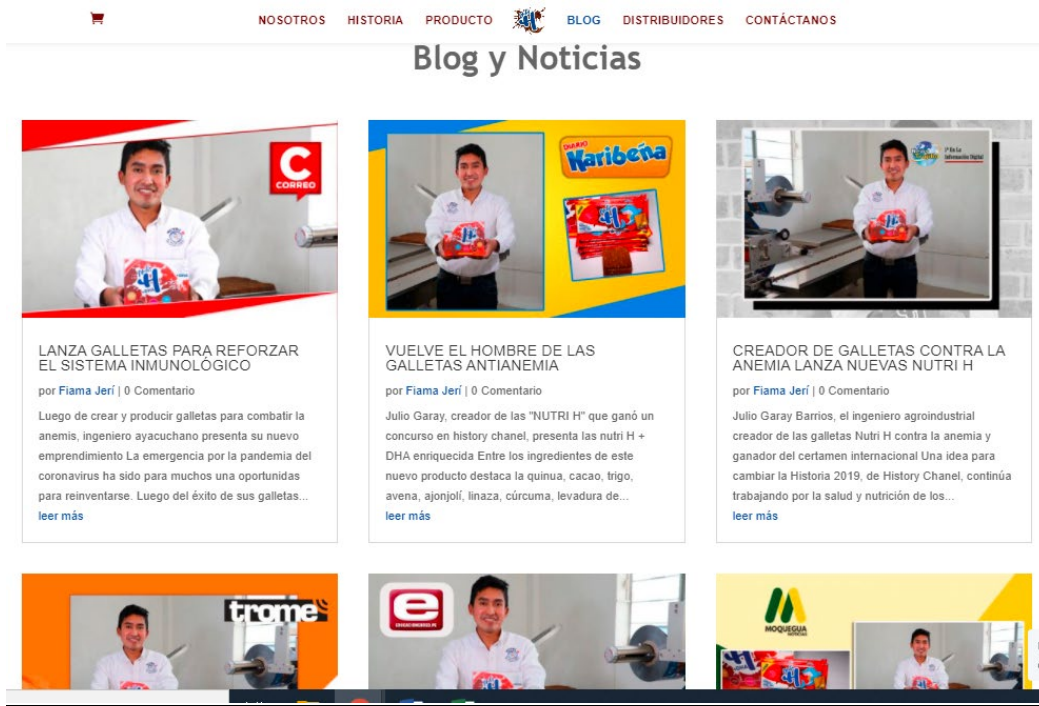 NOSOTROS HISTORIA PRODUCTO H BLOG DISTRIBUIDORES CONTÁCTANOS
Blog y Noticias
C
CORREO
LANZA GALLETAS PARA REFORZAR
EL SISTEMA INMUNOLÓGICO
por Fiama Jerí | 0 Comentario
Luego de crear y producir galletas para combatir la
anemis, ingeniero ayacuchano presenta su nuevo
emprendimiento La emergencia por la pandemia del
coronavirus ha sido para muchos una oportunidas
para reinventarse. Luego del éxito de sus galletas...
leer más
DIARIO
Karibeña
VUELVE EL HOMBRE DE LAS
GALLETAS ANTIANEMIA
por Fiama Jerí | 0 Comentario
Julio Garay, creador de las "NUTRI H" que ganó un
concurso en history chanel, presenta las nutri H +
DHA enriquecida Entre los ingredientes de este
nuevo producto destaca la quinua, cacao, trigo,
avena, ajonjolí, linaza, cúrcuma, levadura de...
leer más
1º En La
Información Digital
CREADOR DE GALLETAS CONTRA LA
ANEMIA LANZA NUEVAS NUTRI H
por Fiama Jerí | 0 Comentario
Julio Garay Barrios, el ingeniero agroindustrial
creador de las galletas Nutri H contra la anemia y
ganador del certamen internacional Una idea para
cambiar la Historia 2019, de History Chanel, continúa
trabajando por la salud y nutrición de los...
leer más
trome
e
MOQUEGUA
NOTICIAS